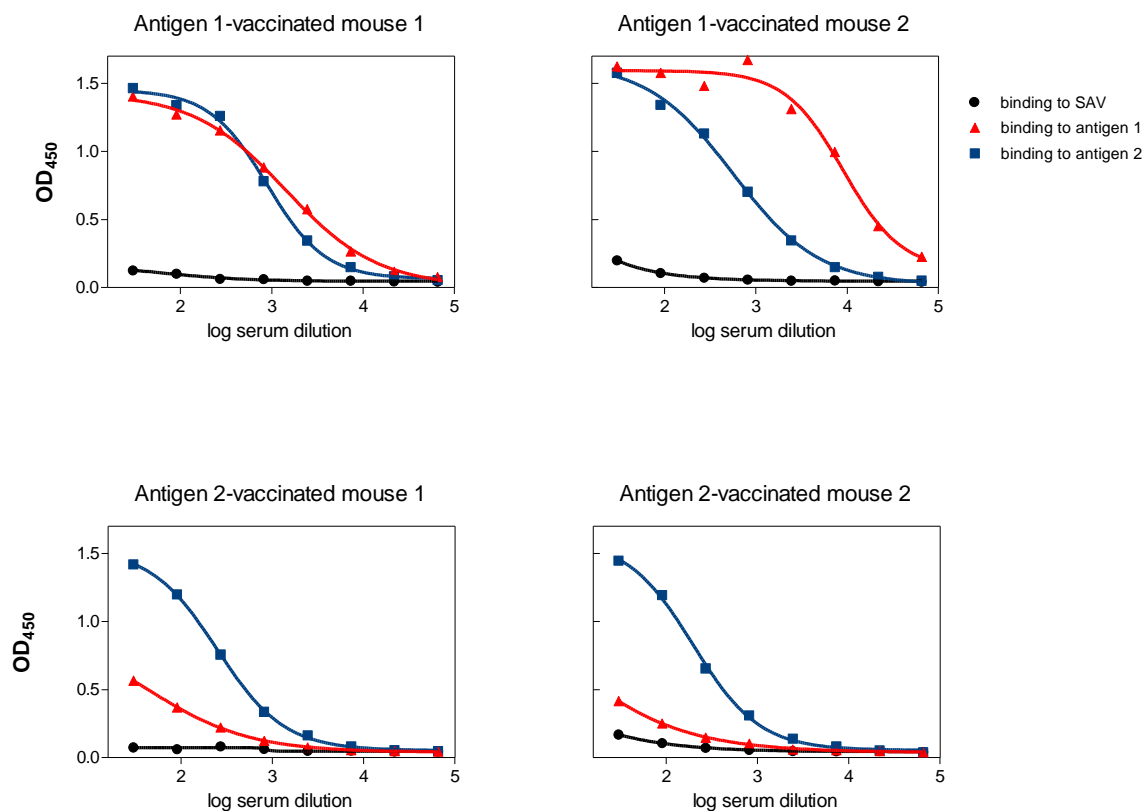 Antigen 1-vaccinated mouse 1
OD450
1.5
1.0
0.5
0.0
2 3 4 5
log serum dilution
Antigen 1-vaccinated mouse 2
2 3 4 5
log serum dilution
binding to SAV
binding to antigen 1
binding to antigen 2
Antigen 2-vaccinated mouse 1
OD450
1.5
1.0
0.5
0.0
2 3 4 5
log serum dilution
Antigen 2-vaccinated mouse 2
2 3 4 5
log serum dilution